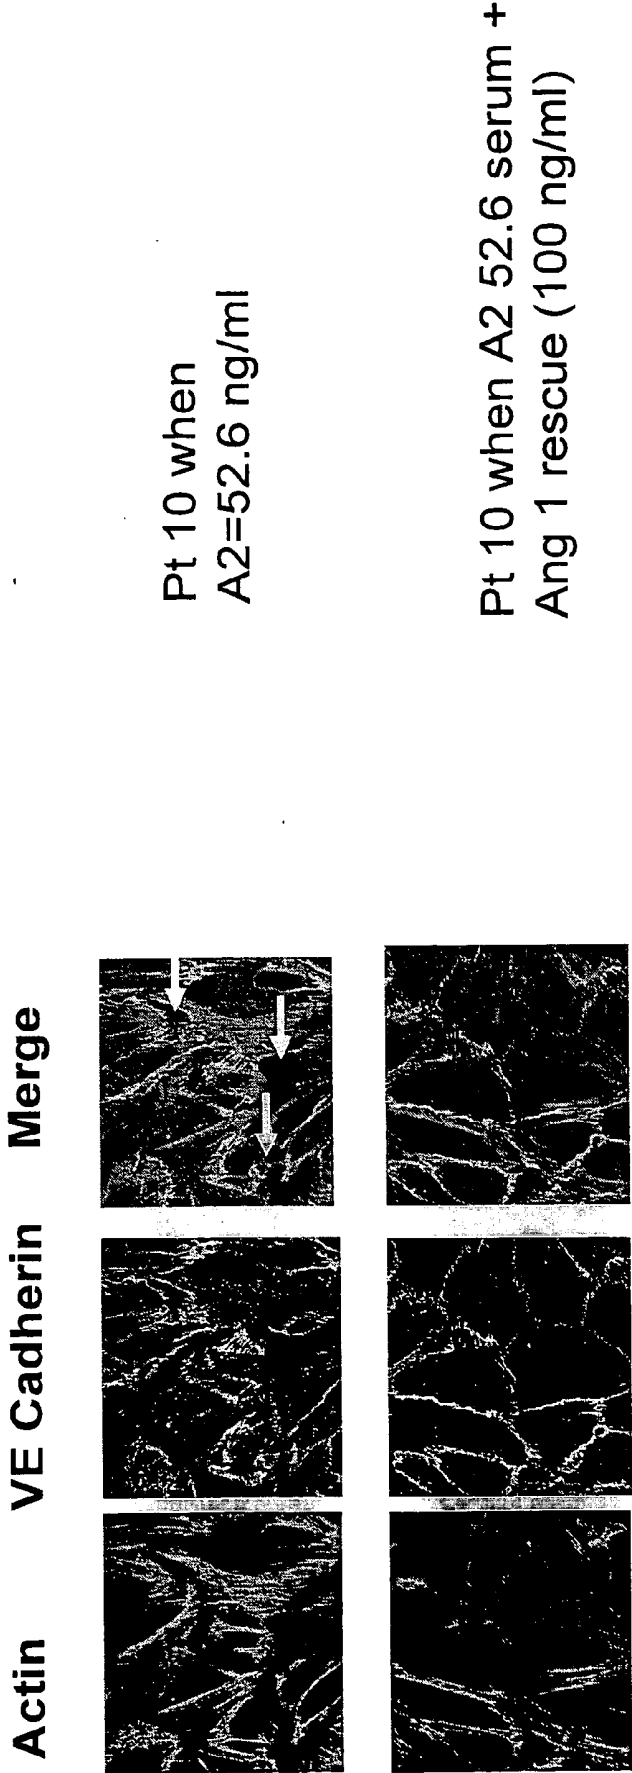 Actin VE Cadherin Merge
Pt 10 when
A2=52.6 ng/ml
Pt 10 when A2 52.6 serum +
Ang 1 rescue (100 ng/ml)